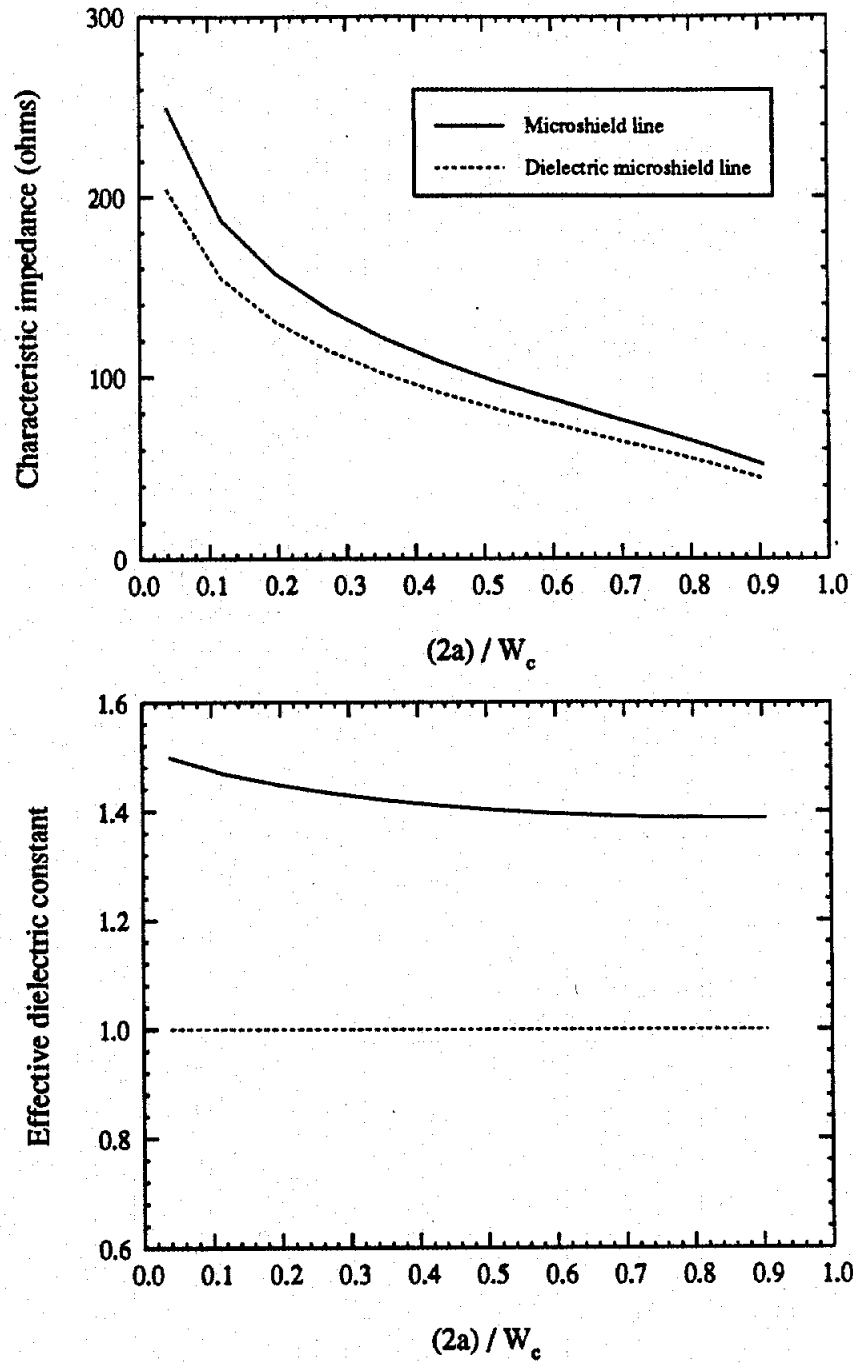 300
200
100
0
Characteristic impedance (ohms)
Microshield line
Dielectric microshield line
0.0 0.1 0.2 0.3 0.4 0.5 0.6 0.7 0.8 0.9 1.0
(2a) / Wc
1.6
1.4
1.2
1.0
0.8
0.6
Effective dielectric constant
0.0 0.1 0.2 0.3 0.4 0.5 0.6 0.7 0.8 0.9 1.0
(2a) / Wc